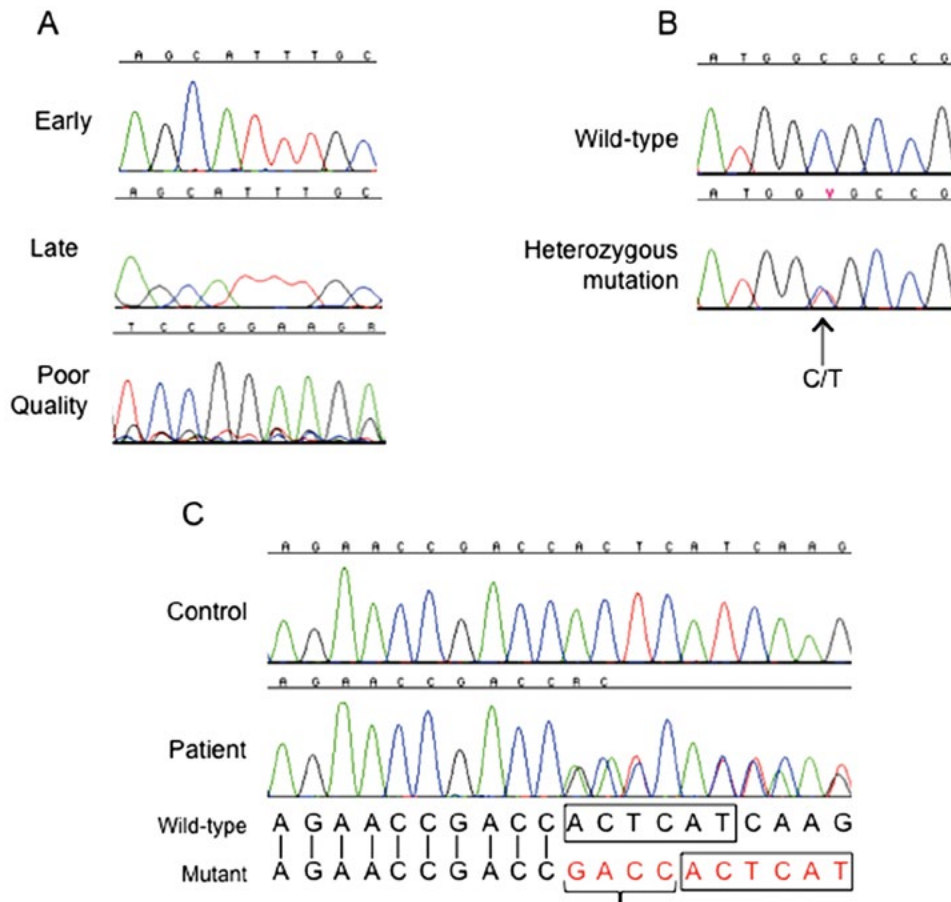 A
A G C A T T T G C
Early
A G C A T T T G C
Late
T C C G G A A G A
Poor
Quality
B
A T G G C G C C G
Wild-type
A T G G Y G C C G
Heterozygous
mutation
C/T
C
A G A A C C G A C C A C T C A T C A A G
Control
A G A A C C G A C C R C
Patient
Wild-type A G A A C C G A C C A C T C A T C A A G
Mutant A G A A C C G A C C G A C C A C T C A T